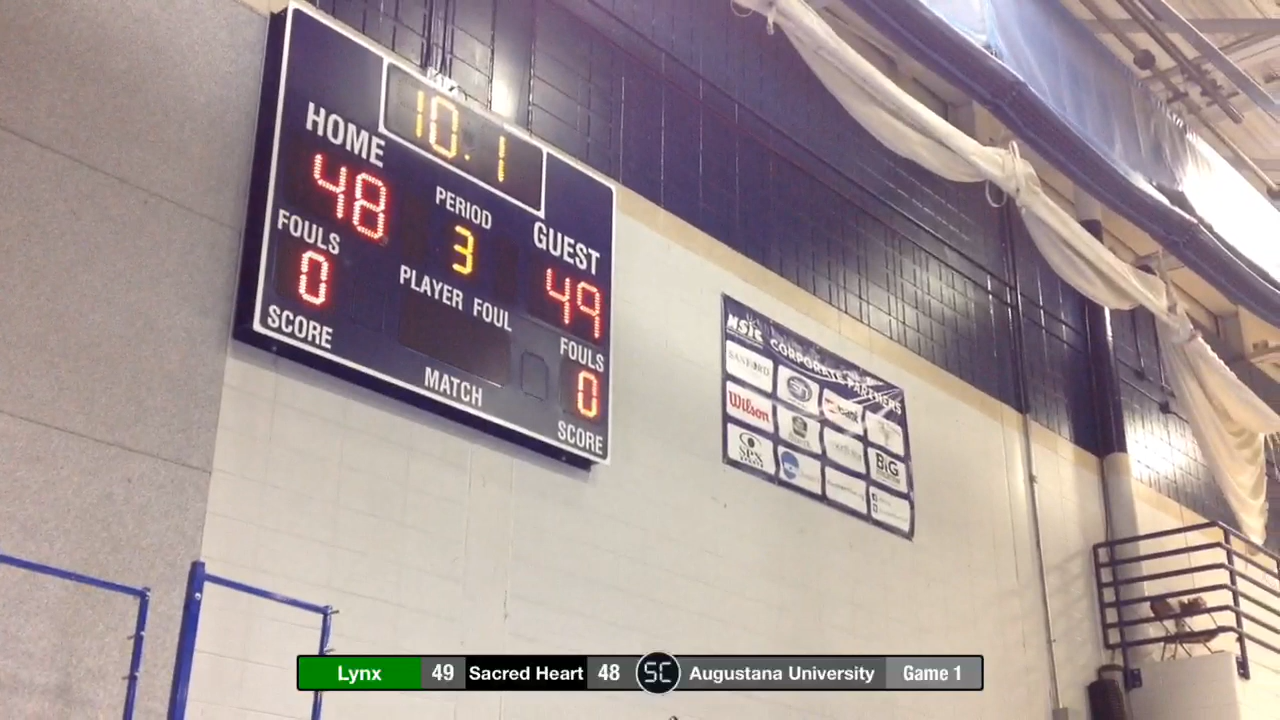 10.1
HOME
48
PERIOD
3
GUEST
49
FOULS
0
PLAYER FOUL
FOULS
0
SCORE
MATCH
SCORE
NSIC
CORPORATE PARTNERS
SANFORD
Wilson
SPX
BIG
Lynx 49 Sacred Heart 48 SC Augustana University Game 1